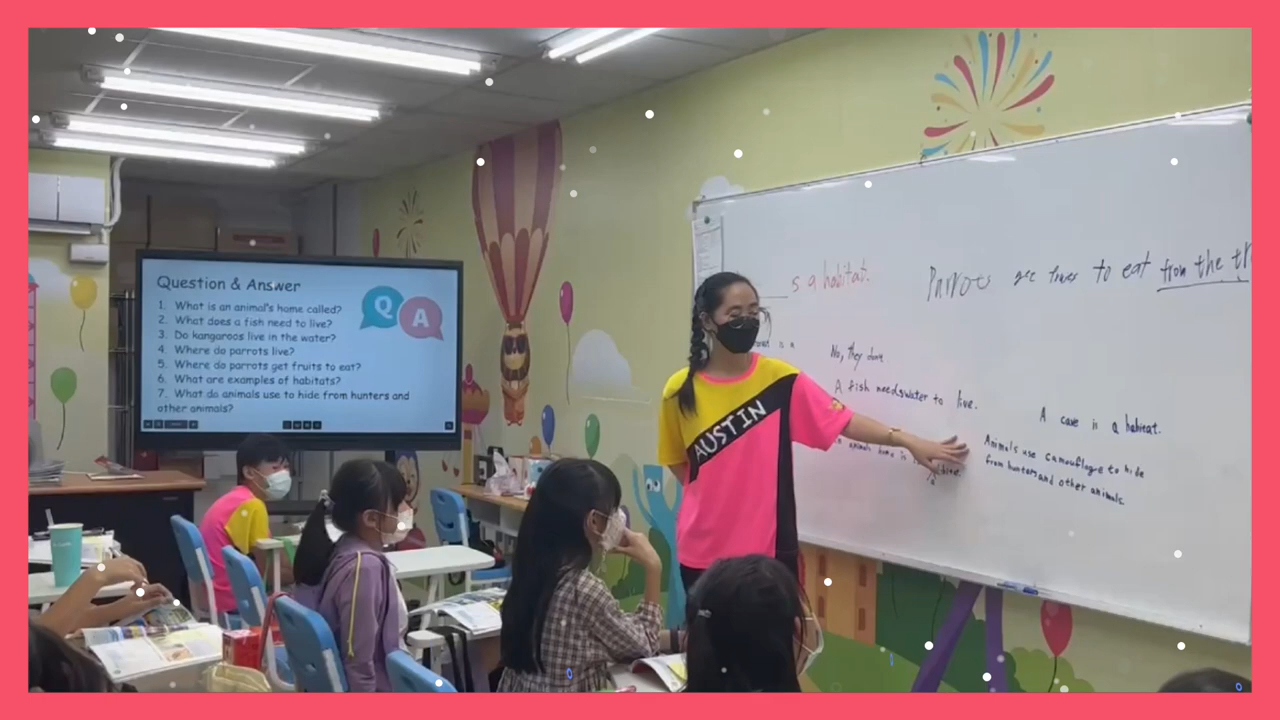 Question & Answer
1. What is an animal's home called?
2. What does a fish need to live?
3. Do kangaroos live in the water?
4. Where do parrots live?
5. Where do parrots get fruits to eat?
6. What are examples of habitats?
7. What do animals use to hide from hunters and
other animals?
Q A
AUSTIN
s a habitat.
Parrots to eat from the
is a
No, they don't
A fish needs water to live.
animals home is
A cave is a habitat.
Animals use camouflage to hide
from hunters and other animals.